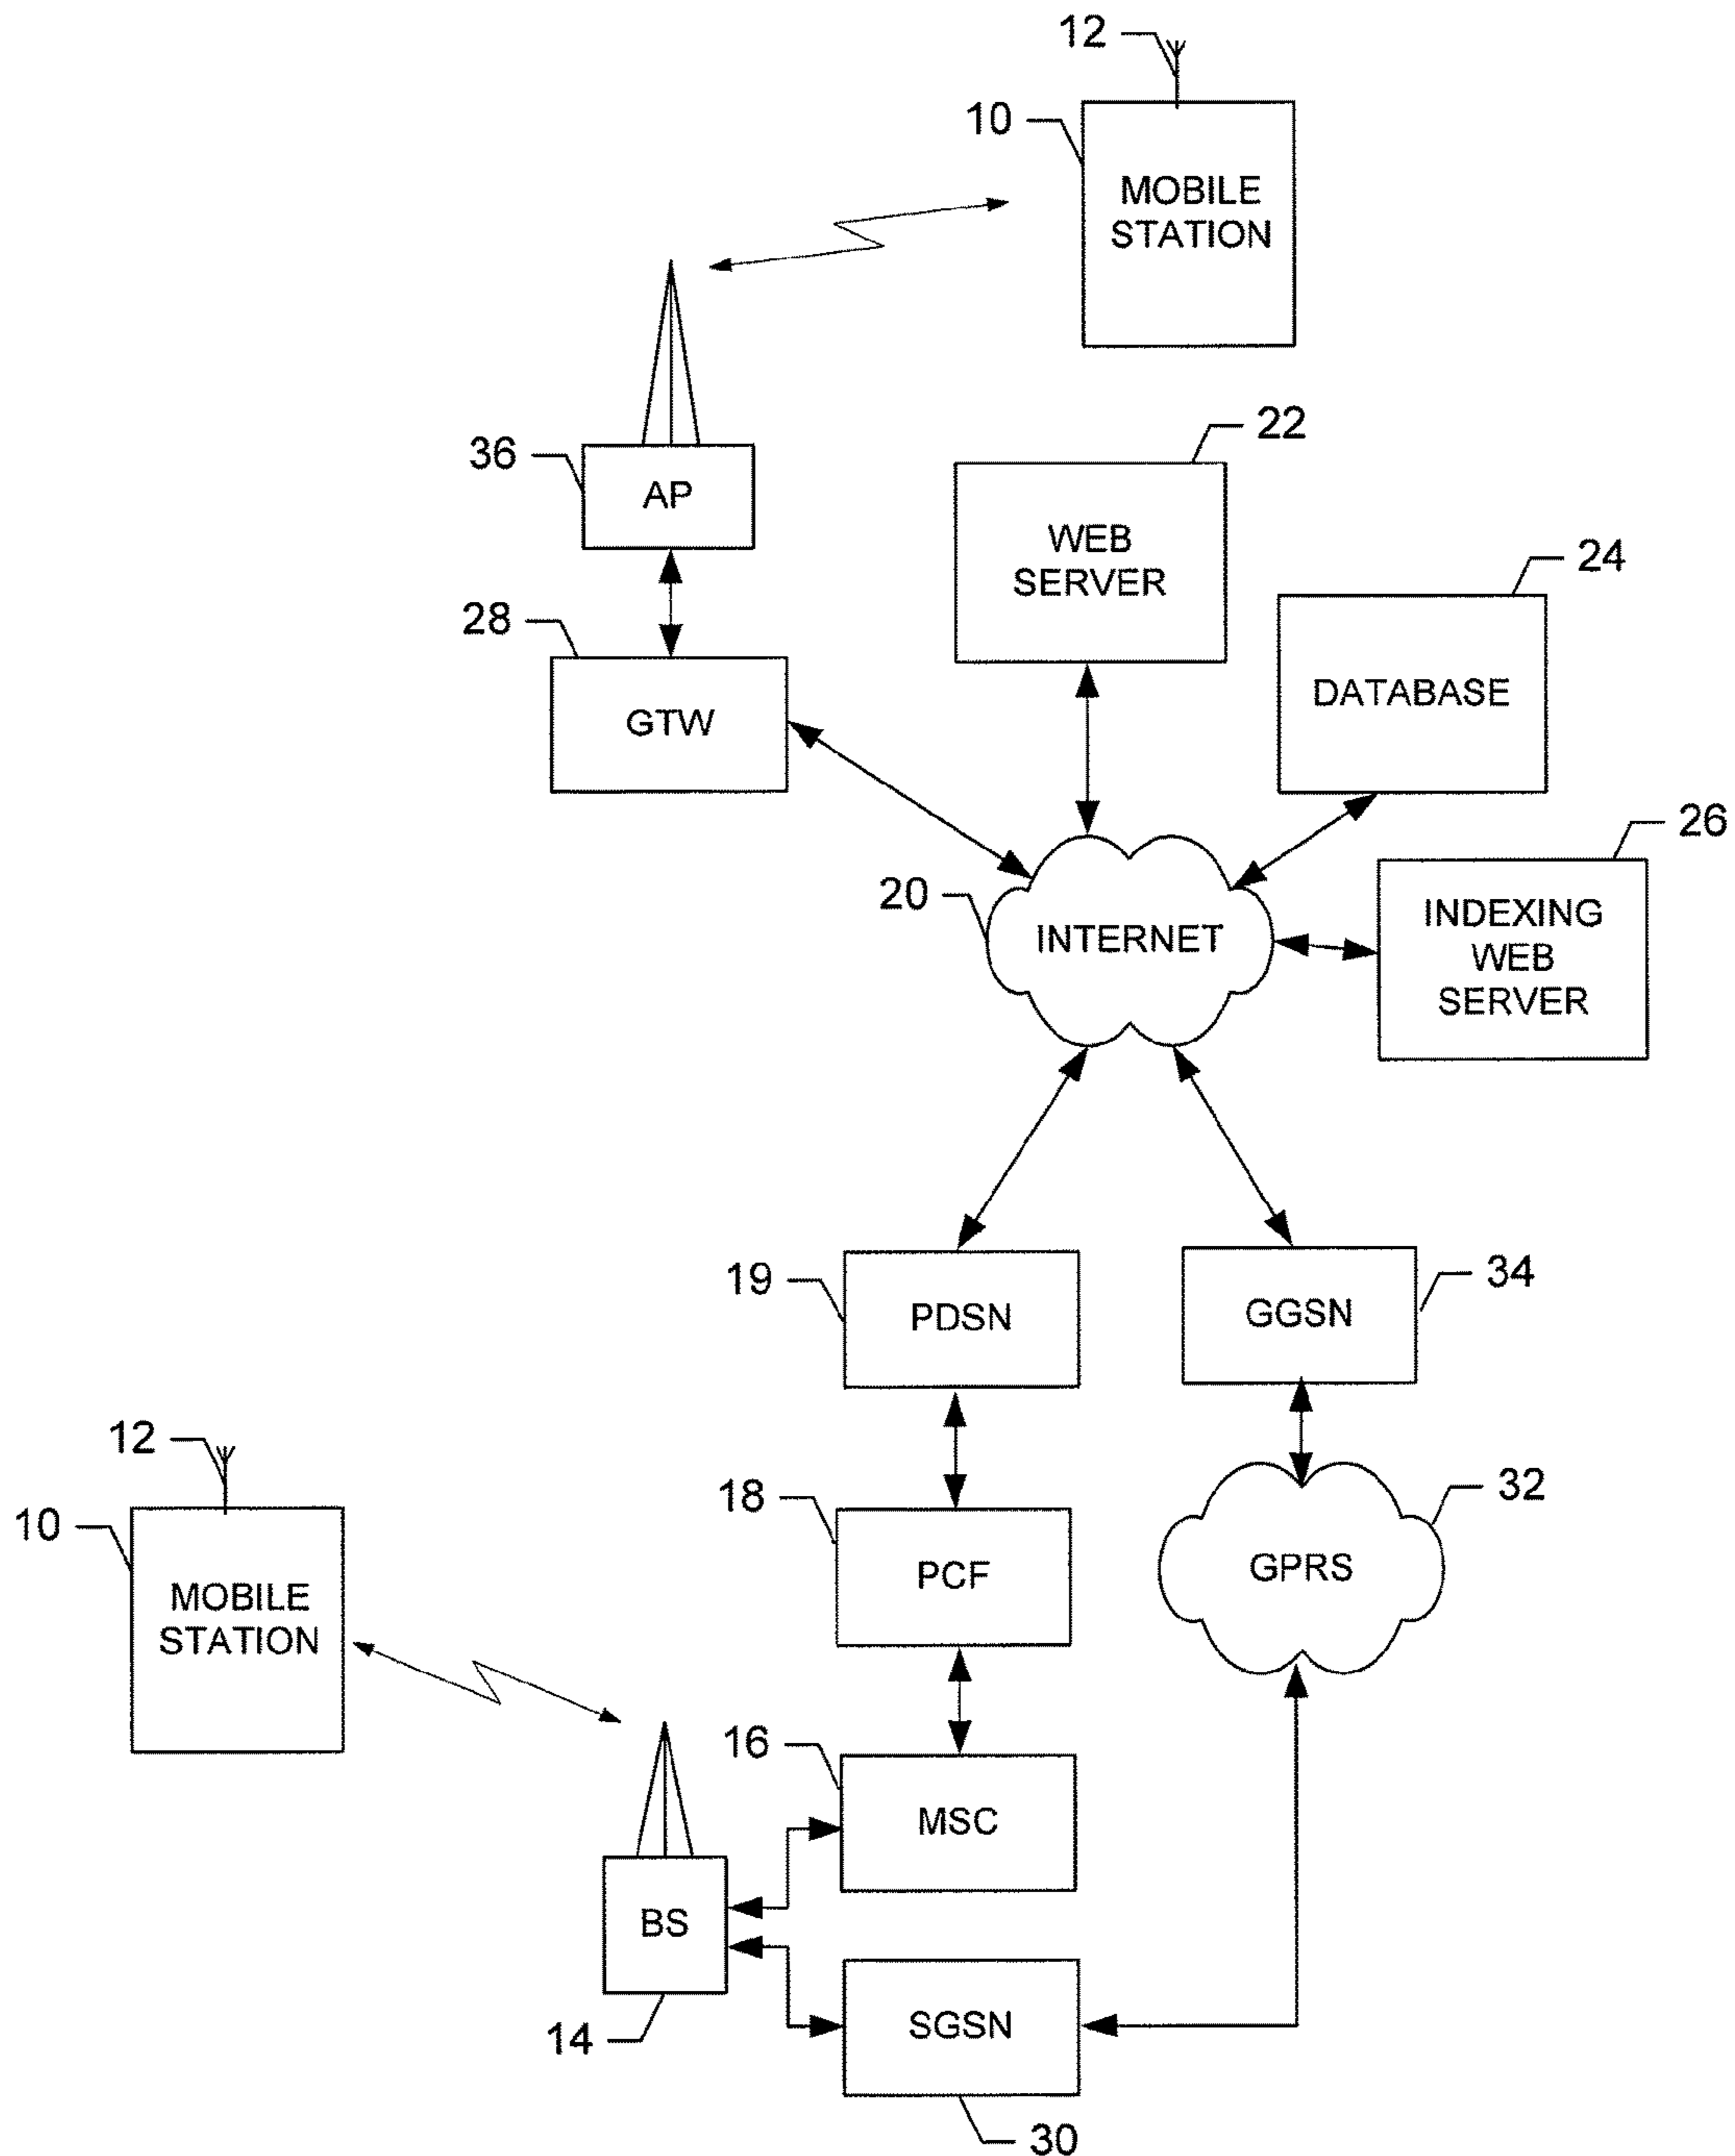 12
10
MOBILE
STATION
36
AP
22
WEB
SERVER
24
DATABASE
28
GTW
26
INDEXING
WEB
SERVER
20
INTERNET
19
PDSN
34
GGSN
12
10
MOBILE
STATION
18
PCF
32
GPRS
16
MSC
BS
14
SGSN
30